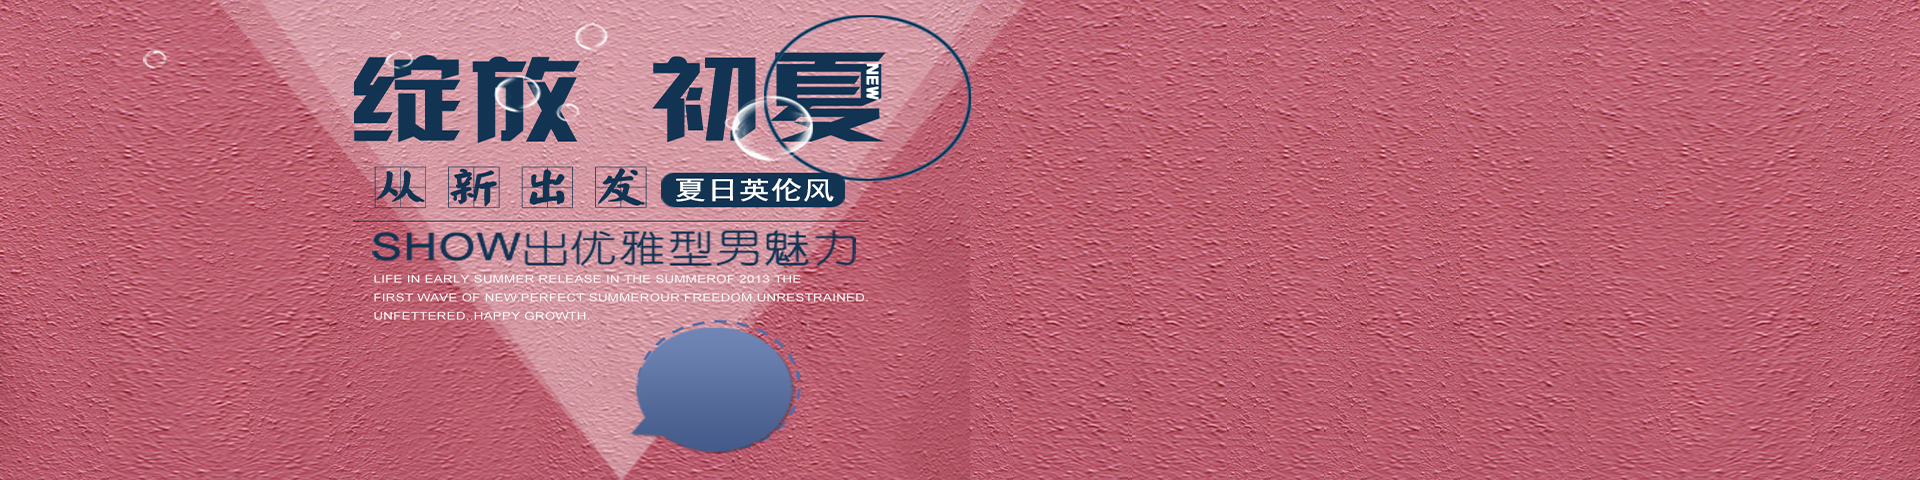 绽放 初夏 NEW
从新出发 夏日英伦风
SHOW出优雅型男魅力
LIFE IN EARLY SUMMER RELEASE IN THE SUMMEROF 2013 THE
FIRST WAVE OF NEW.PERFECT SUMMEROUR FREEDOM,UNRESTRAINED.
UNFETTERED,.HAPPY GROWTH.